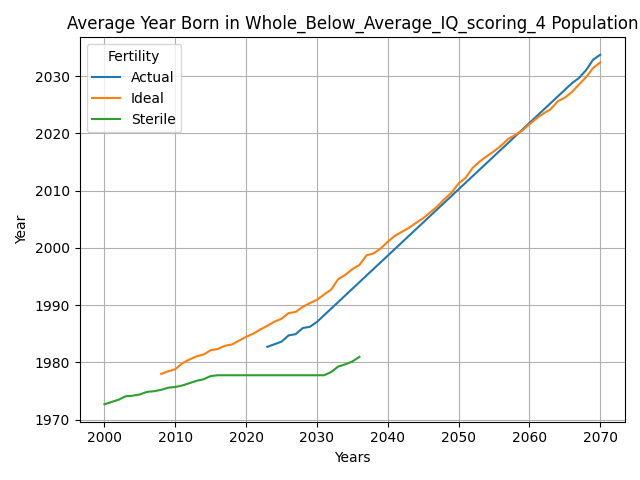 Average Year Born in Whole_Below_Average_IQ_scoring_4 Population
Fertility
Actual
Ideal
Sterile
Year
2030
2020
2010
2000
1990
1980
1970
2000 2010 2020 2030 2040 2050 2060 2070
Years